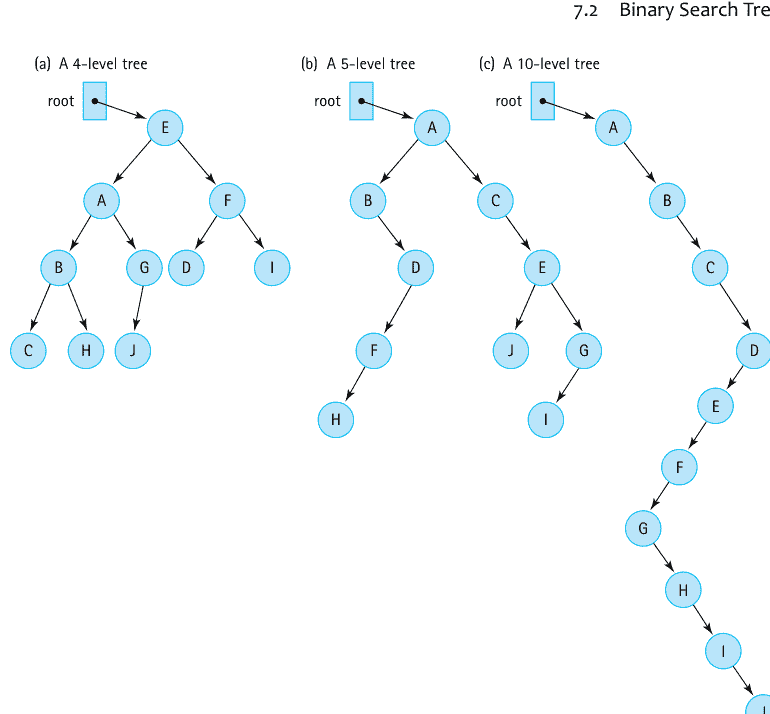 7.2 Binary Search Tre
(a) A 4-level tree
(b) A 5-level tree
(c) A 10-level tree
root
root
root
E
A
F
B
G
D
I
C
H
J
A
B
C
D
E
F
J
G
H
I
A
B
C
D
E
F
G
H
I